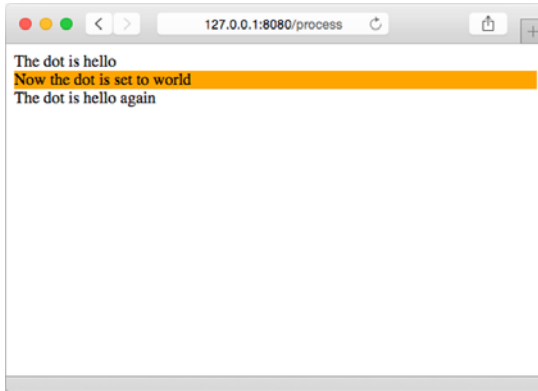 127.0.0.1:8080/process
The dot is hello
Now the dot is set to world
The dot is hello again